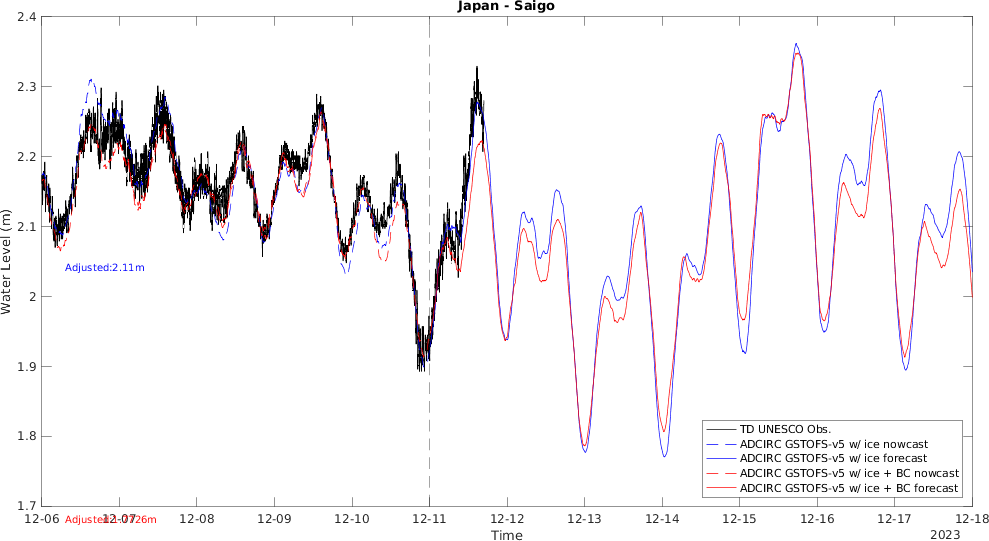 Japan - Saigo
2.4
2.3
2.2
2.1
2
1.9
1.8
1.7
Water Level (m)
Adjusted:2.11m
TD UNESCO Obs.
ADCIRC GSTOFS-v5 w/ ice nowcast
ADCIRC GSTOFS-v5 w/ ice forecast
ADCIRC GSTOFS-v5 w/ ice + BC nowcast
ADCIRC GSTOFS-v5 w/ ice + BC forecast
12-06 12-07 12-08 12-09 12-10 12-11 12-12 12-13 12-14 12-15 12-16 12-17 12-18
Time
2023